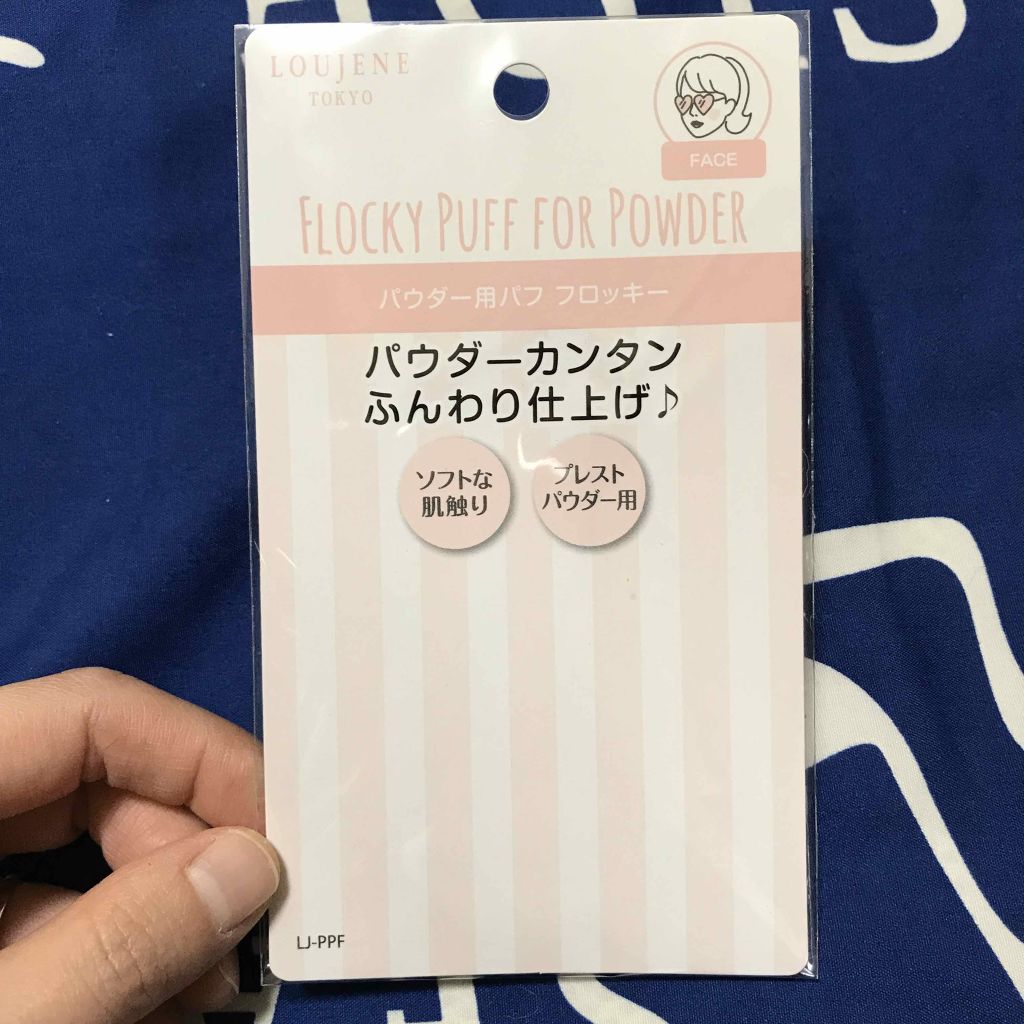 LOUJENE
TOKYO
FACE
FLOCKY PUFF FOR POWDER
パウダー用パフ フロッキー
パウダーカンタン
ふんわり仕上げ♪
ソフトな
肌触り
プレスト
パウダー用
LJ-PPF